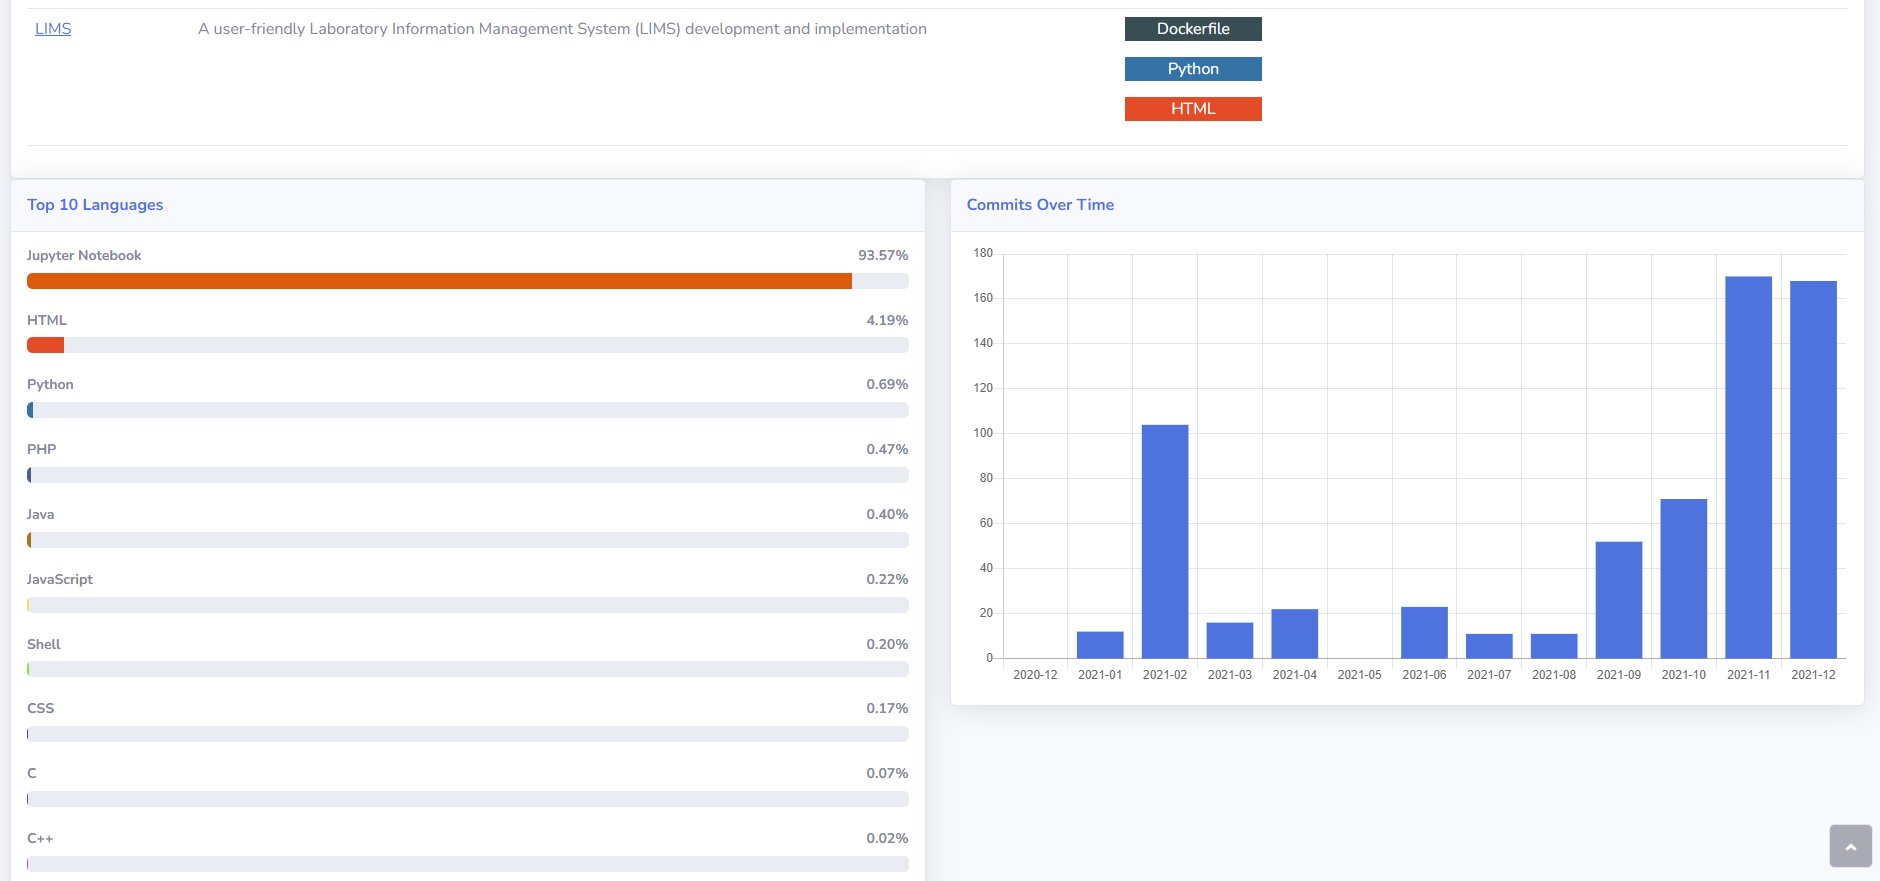 LIMS A user-friendly Laboratory Information Management System (LIMS) development and implementation Dockerfile
Python
HTML
Top 10 Languages
Jupyter Notebook 93.57%
HTML 4.19%
Python 0.69%
PHP 0.47%
Java 0.40%
JavaScript 0.22%
Shell 0.20%
CSS 0.17%
C 0.07%
C++ 0.02%
Commits Over Time
180
160
140
120
100
80
60
40
20
0
2020-12 2021-01 2021-02 2021-03 2021-04 2021-05 2021-06 2021-07 2021-08 2021-09 2021-10 2021-11 2021-12